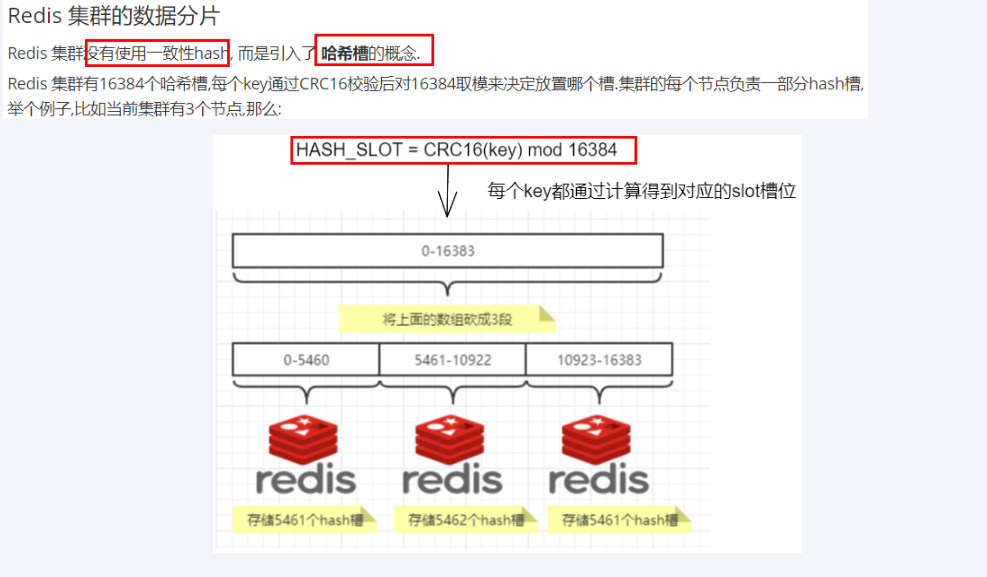 Redis 集群的数据分片
Redis 集群没有使用一致性hash, 而是引入了 哈希槽的概念.
Redis 集群有16384个哈希槽,每个key通过CRC16校验后对16384取模来决定放置哪个槽.集群的每个节点负责一部分hash槽,
举个例子,比如当前集群有3个节点,那么:
HASH_SLOT = CRC16(key) mod 16384
每个key都通过计算得到对应的slot槽位
0-16383
将上面的数组砍成3段
0-5460 5461-10922 10923-16383
redis redis redis
存储5461个hash槽 存储5462个hash槽 存储5461个hash槽